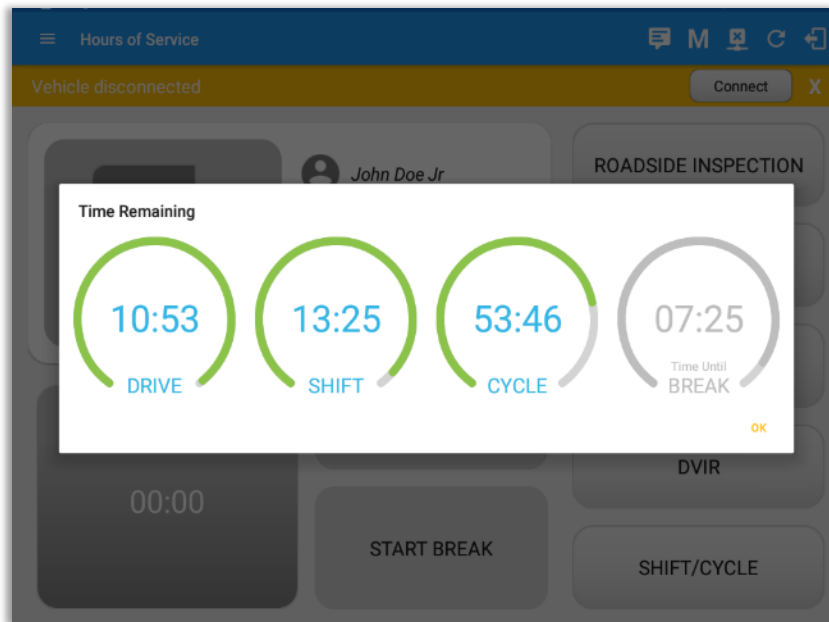 Hours of Service
M
Vehicle disconnected
Connect
X
John Doe Jr
ROADSIDE INSPECTION
Time Remaining
10:53
DRIVE
13:25
SHIFT
53:46
CYCLE
07:25
Time Until
BREAK
OK
00:00
START BREAK
DVIR
SHIFT/CYCLE